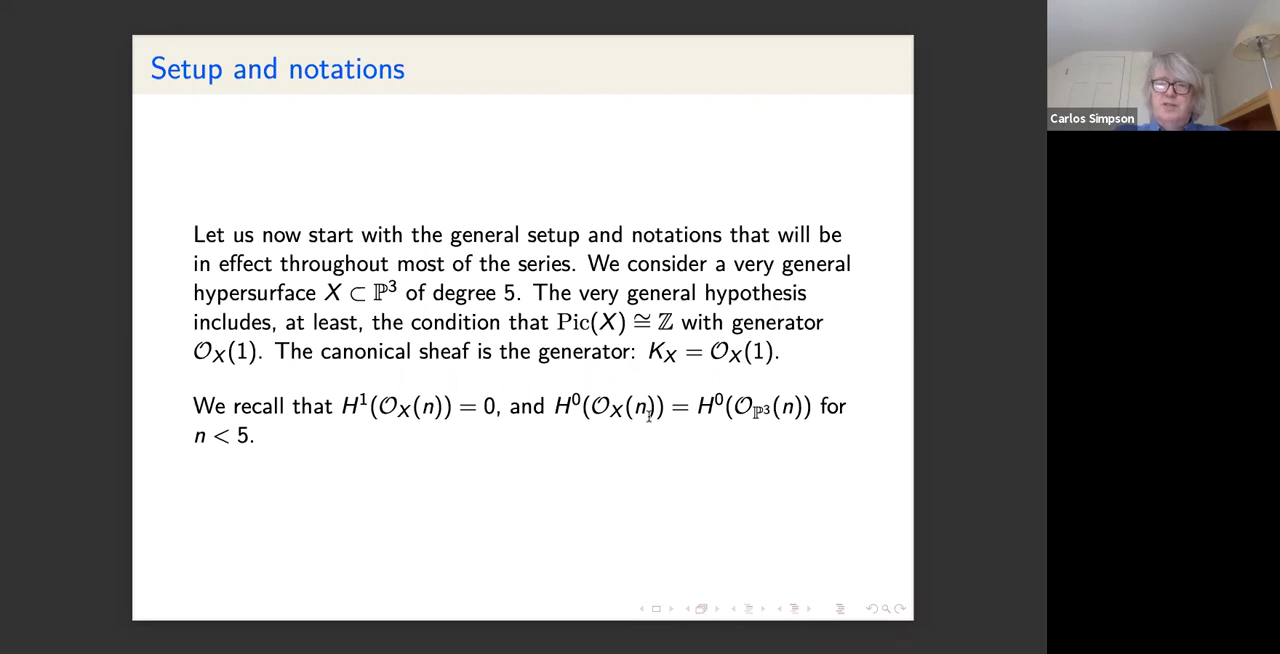 Setup and notations
Carlos Simpson
Let us now start with the general setup and notations that will be
in effect throughout most of the series. We consider a very general
hypersurface X ⊂ ℙ³ of degree 5. The very general hypothesis
includes, at least, the condition that Pic(X) ≅ ℤ with generator
𝒪_X(1). The canonical sheaf is the generator: K_X = 𝒪_X(1).
We recall that H¹(𝒪_X(n)) = 0, and H⁰(𝒪_X(n)) = H⁰(𝒪_ℙ³(n)) for
n < 5.